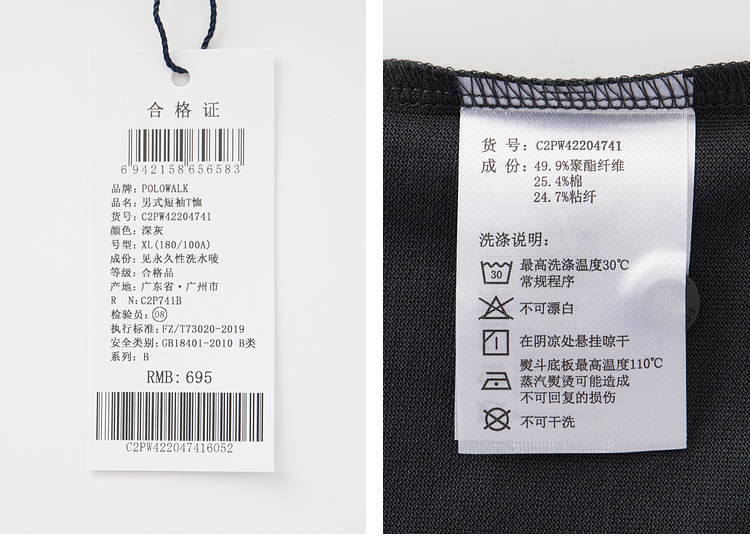 合格证
6942158656583
品牌: POLOWALK
品名: 男式短袖T恤
货号: C2PW42204741
颜色: 深灰
号型: XL(180/100A)
成份: 见永久性洗水唛
等级: 合格品
产地: 广东省·广州市
R N: C2P741B
检验员: 08
执行标准: FZ/T73020-2019
安全类别: GB18401-2010 B类
系列: B
RMB: 695
C2PW422047416052
货号: C2PW42204741
成份: 49.9%聚酯纤维
25.4%棉
24.7%粘纤
洗涤说明:
30
最高洗涤温度30℃
常规程序
不可漂白
在阴凉处悬挂晾干
熨斗底板最高温度110℃
蒸汽熨烫可能造成
不可回复的损伤
不可干洗